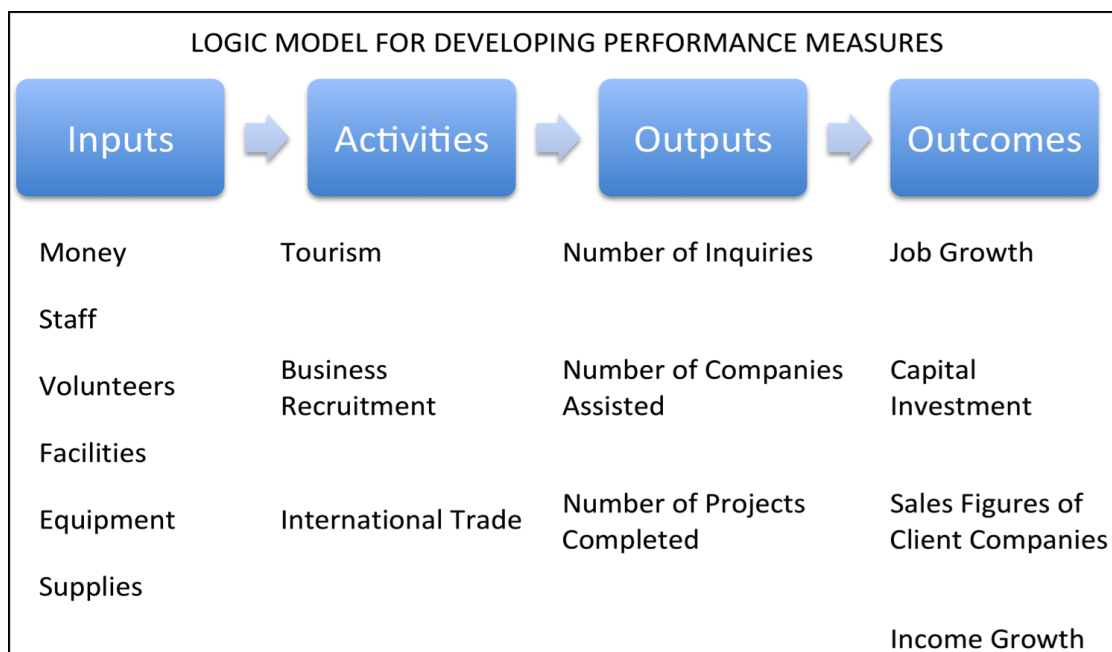 LOGIC MODEL FOR DEVELOPING PERFORMANCE MEASURES
Inputs
Activities
Outputs
Outcomes
Money
Staff
Volunteers
Facilities
Equipment
Supplies
Tourism
Business
Recruitment
International Trade
Number of Inquiries
Number of Companies
Assisted
Number of Projects
Completed
Job Growth
Capital
Investment
Sales Figures of
Client Companies
Income Growth